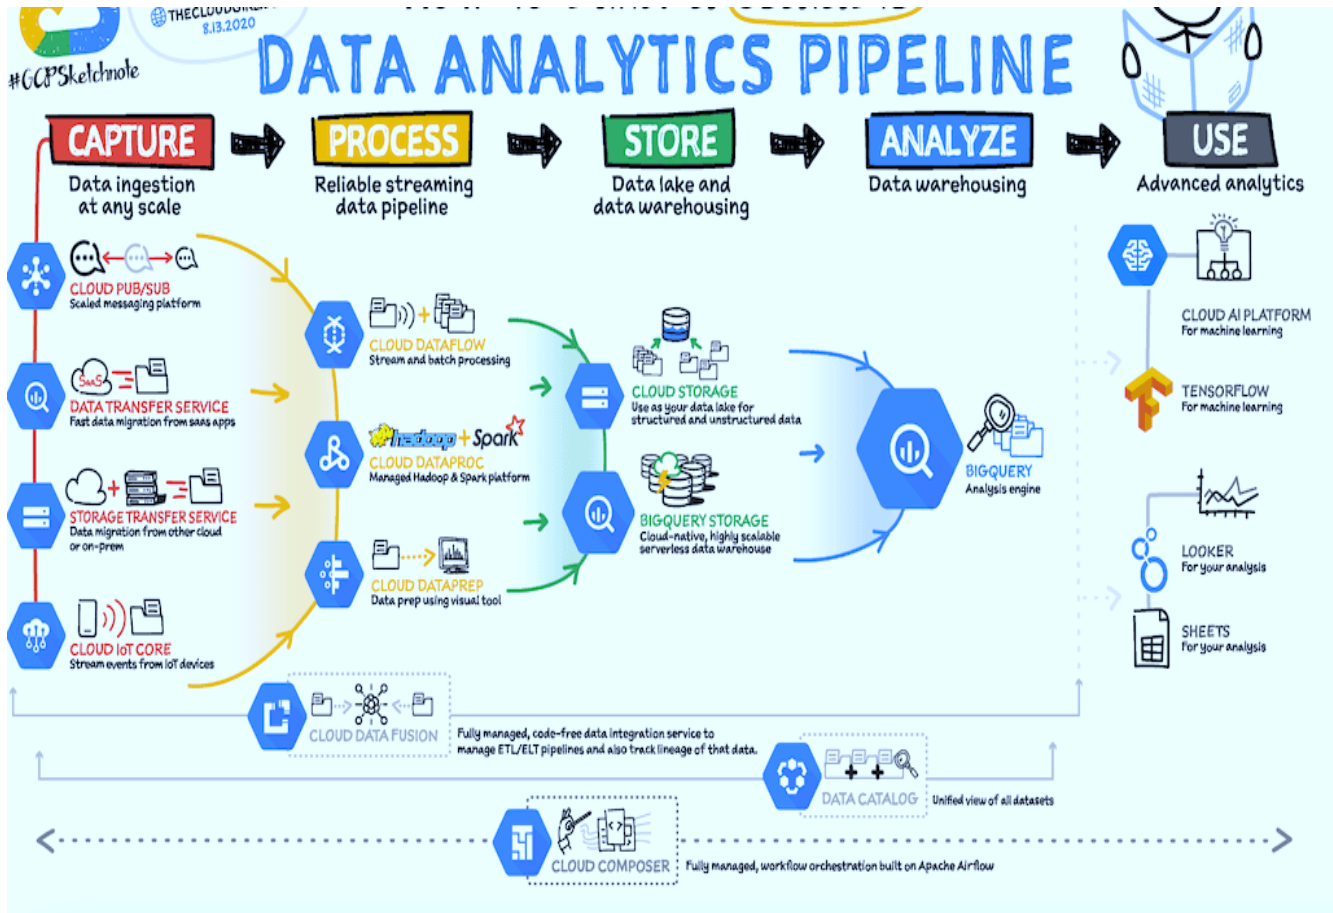 THECLOUDGIRL
8.13.2020
#GCPSketchnote
DATA ANALYTICS PIPELINE
CAPTURE
Data ingestion
at any scale
PROCESS
Reliable streaming
data pipeline
STORE
Data lake and
data warehousing
ANALYZE
Data warehousing
USE
Advanced analytics
CLOUD PUB/SUB
Scaled messaging platform
SaaS
DATA TRANSFER SERVICE
Fast data migration from saas apps
STORAGE TRANSFER SERVICE
Data migration from other cloud
or on-prem
CLOUD IoT CORE
Stream events from IoT devices
CLOUD DATAFLOW
Stream and batch processing
hadoop + Spark
CLOUD DATAPROC
Managed Hadoop & Spark platform
CLOUD DATAPREP
Data prep using visual tool
CLOUD STORAGE
Use as your data lake for
structured and unstructured data
BIGQUERY STORAGE
Cloud-native, highly scalable
serverless data warehouse
BIGQUERY
Analysis engine
CLOUD AI PLATFORM
For machine learning
TENSORFLOW
For machine learning
LOOKER
For your analysis
SHEETS
For your analysis
CLOUD DATA FUSION
Fully managed, code-free data integration service to
manage ETL/ELT pipelines and also track lineage of that data.
DATA CATALOG
Unified view of all datasets
CLOUD COMPOSER
Fully managed, workflow orchestration built on Apache Airflow